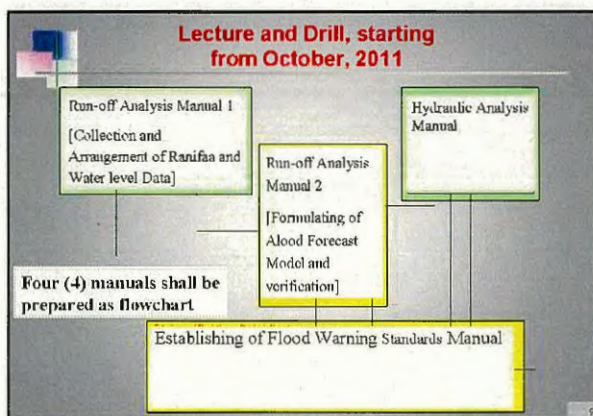 Lecture and Drill, starting
from October, 2011
Run-off Analysis Manual 1
[Collection and
Arrangement of Ranifaa and
Water level Data]
Hydraulic Analysis
Manual
Run-off Analysis
Manual 2
[Formulating of
Alood Forecast
Model and
verification]
Four (4) manuals shall be
prepared as flowchart
Establishing of Flood Warning Standards Manual